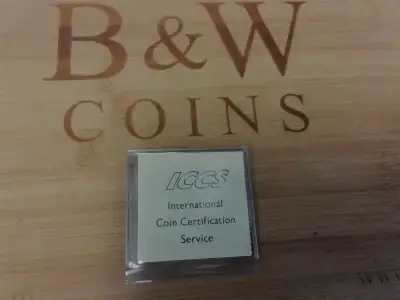 B&W
COINS
ICCS
International
Coin Certification
Service